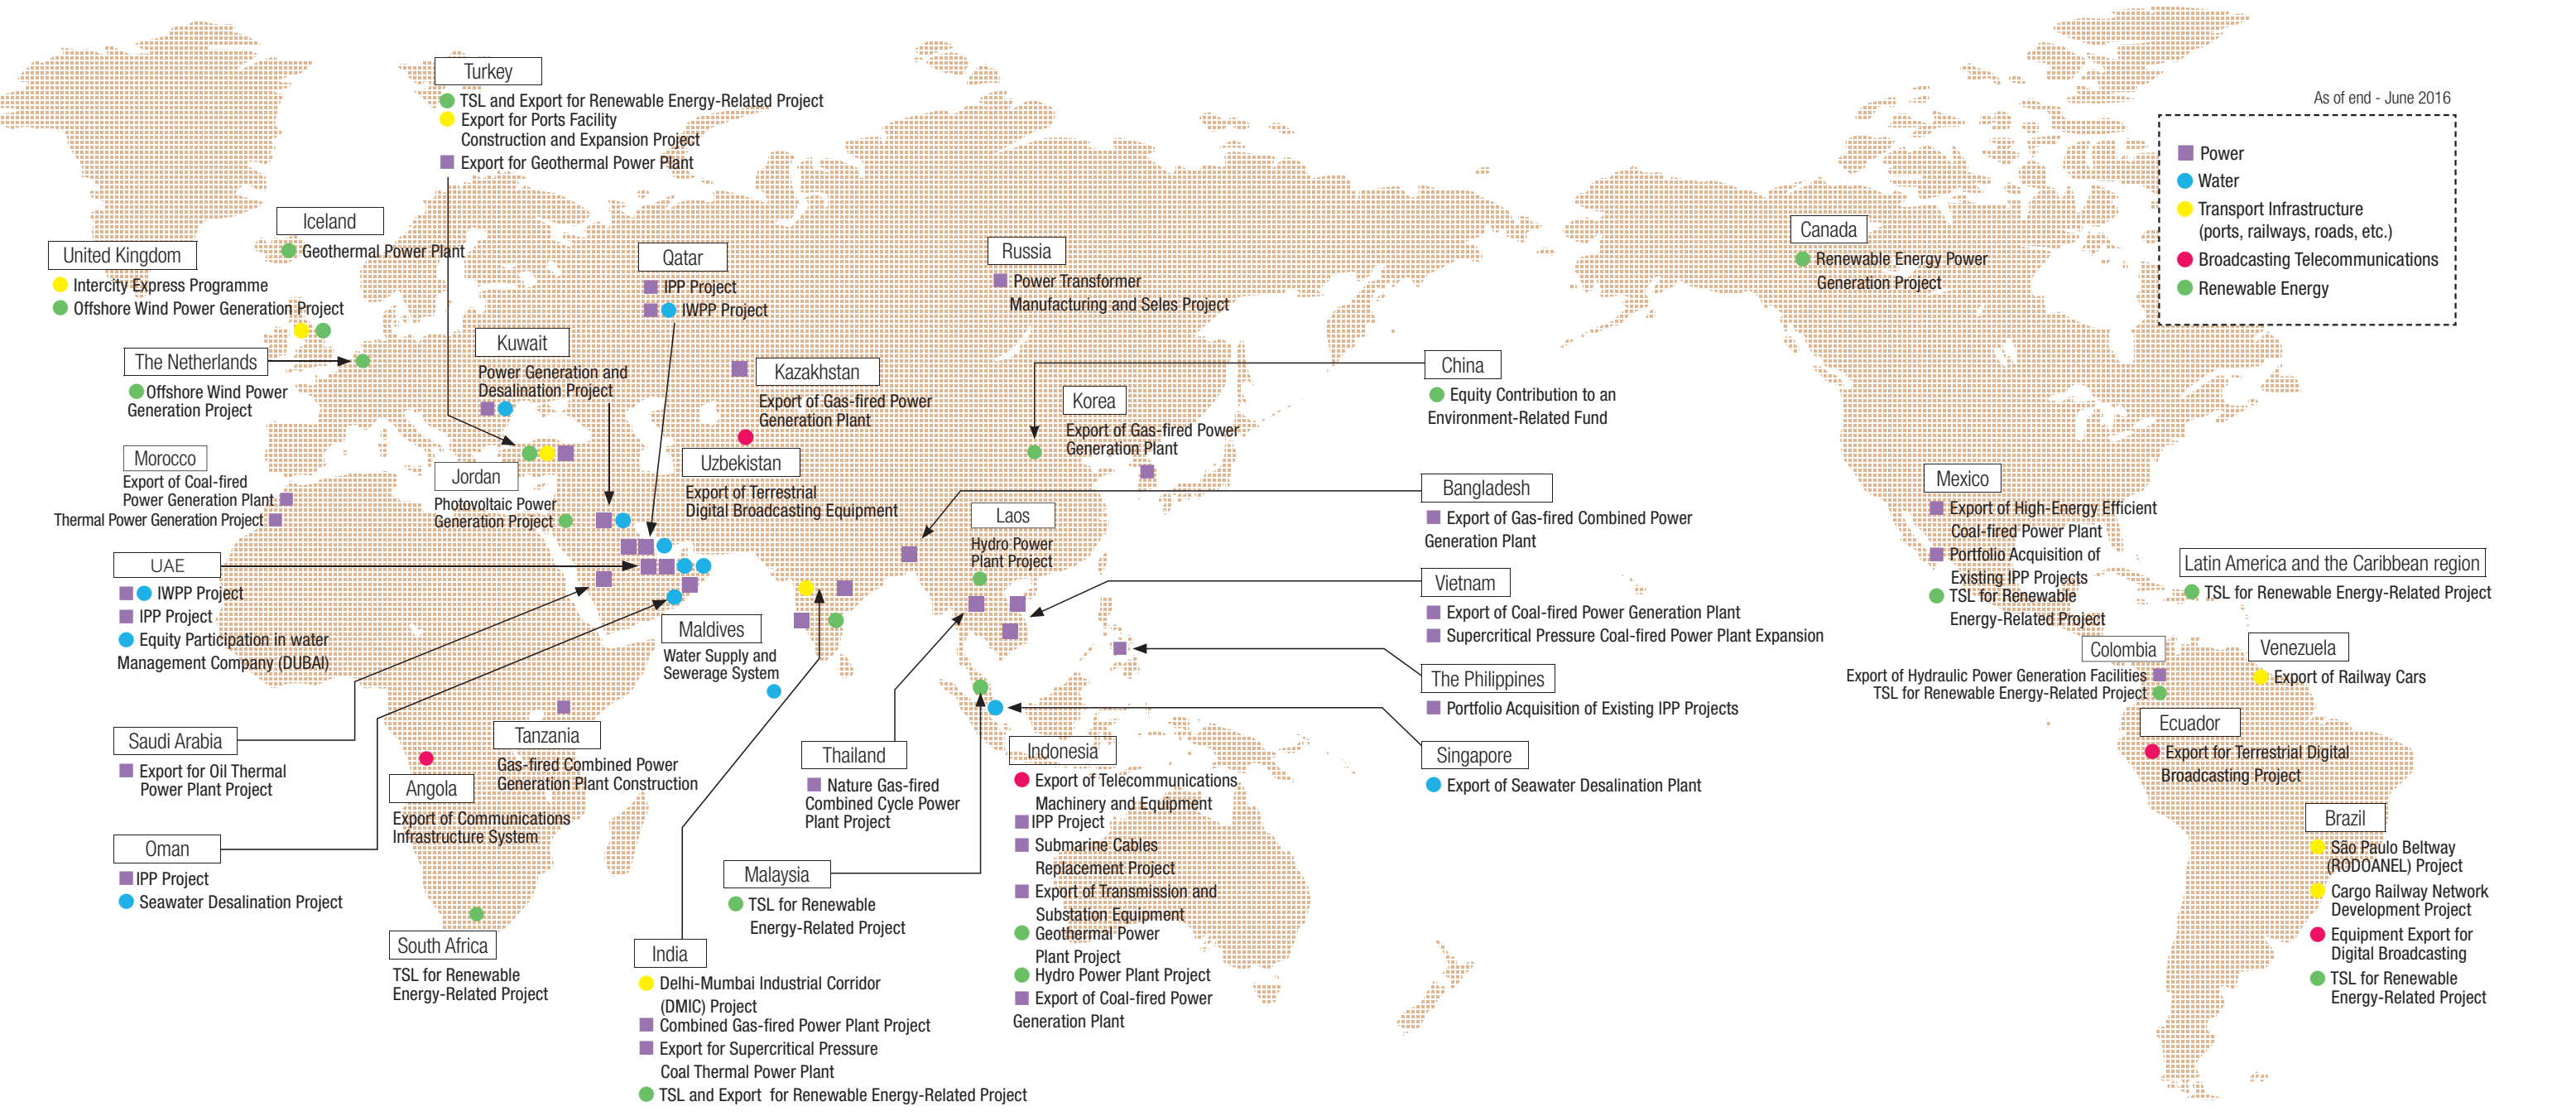 As of end - June 2016
Power
Water
Transport Infrastructure
(ports, railways, roads, etc.)
Broadcasting Telecommunications
Renewable Energy
Turkey
TSL and Export for Renewable Energy-Related Project
Export for Ports Facility
Construction and Expansion Project
Export for Geothermal Power Plant
Iceland
Geothermal Power Plant
United Kingdom
Intercity Express Programme
Offshore Wind Power Generation Project
The Netherlands
Offshore Wind Power
Generation Project
Morocco
Export of Coal-fired
Power Generation Plant
Thermal Power Generation Project
UAE
IWPP Project
IPP Project
Equity Participation in water
Management Company (DUBAI)
Saudi Arabia
Export for Oil Thermal
Power Plant Project
Oman
IPP Project
Seawater Desalination Project
Qatar
IPP Project
IWPP Project
Kuwait
Power Generation and
Desalination Project
Jordan
Photovoltaic Power
Generation Project
Kazakhstan
Export of Gas-fired Power
Generation Plant
Uzbekistan
Export of Terrestrial
Digital Broadcasting Equipment
Maldives
Water Supply and
Sewerage System
Tanzania
Gas-fired Combined Power
Generation Plant Construction
Angola
Export of Communications
Infrastructure System
South Africa
TSL for Renewable
Energy-Related Project
India
Delhi-Mumbai Industrial Corridor
(DMIC) Project
Combined Gas-fired Power Plant Project
Export for Supercritical Pressure
Coal Thermal Power Plant
TSL and Export for Renewable Energy-Related Project
Malaysia
TSL for Renewable
Energy-Related Project
Thailand
Nature Gas-fired
Combined Cycle Power
Plant Project
Russia
Power Transformer
Manufacturing and Seles Project
Korea
Export of Gas-fired Power
Generation Plant
Laos
Hydro Power
Plant Project
Indonesia
Export of Telecommunications
Machinery and Equipment
IPP Project
Submarine Cables
Replacement Project
Export of Transmission and
Substation Equipment
Geothermal Power
Plant Project
Hydro Power Plant Project
Export of Coal-fired Power
Generation Plant
China
Equity Contribution to an
Environment-Related Fund
Bangladesh
Export of Gas-fired Combined Power
Generation Plant
Vietnam
Export of Coal-fired Power Generation Plant
Supercritical Pressure Coal-fired Power Plant Expansion
The Philippines
Portfolio Acquisition of Existing IPP Projects
Singapore
Export of Seawater Desalination Plant
Canada
Renewable Energy Power
Generation Project
Mexico
Export of High-Energy Efficient
Coal-fired Power Plant
Portfolio Acquisition of
Existing IPP Projects
TSL for Renewable
Energy-Related Project
Latin America and the Caribbean region
TSL for Renewable Energy-Related Project
Colombia
Export of Hydraulic Power Generation Facilities
TSL for Renewable Energy-Related Project
Venezuela
Export of Railway Cars
Ecuador
Export for Terrestrial Digital
Broadcasting Project
Brazil
São Paulo Beltway
(RODOANEL) Project
Cargo Railway Network
Development Project
Equipment Export for
Digital Broadcasting
TSL for Renewable
Energy-Related Project